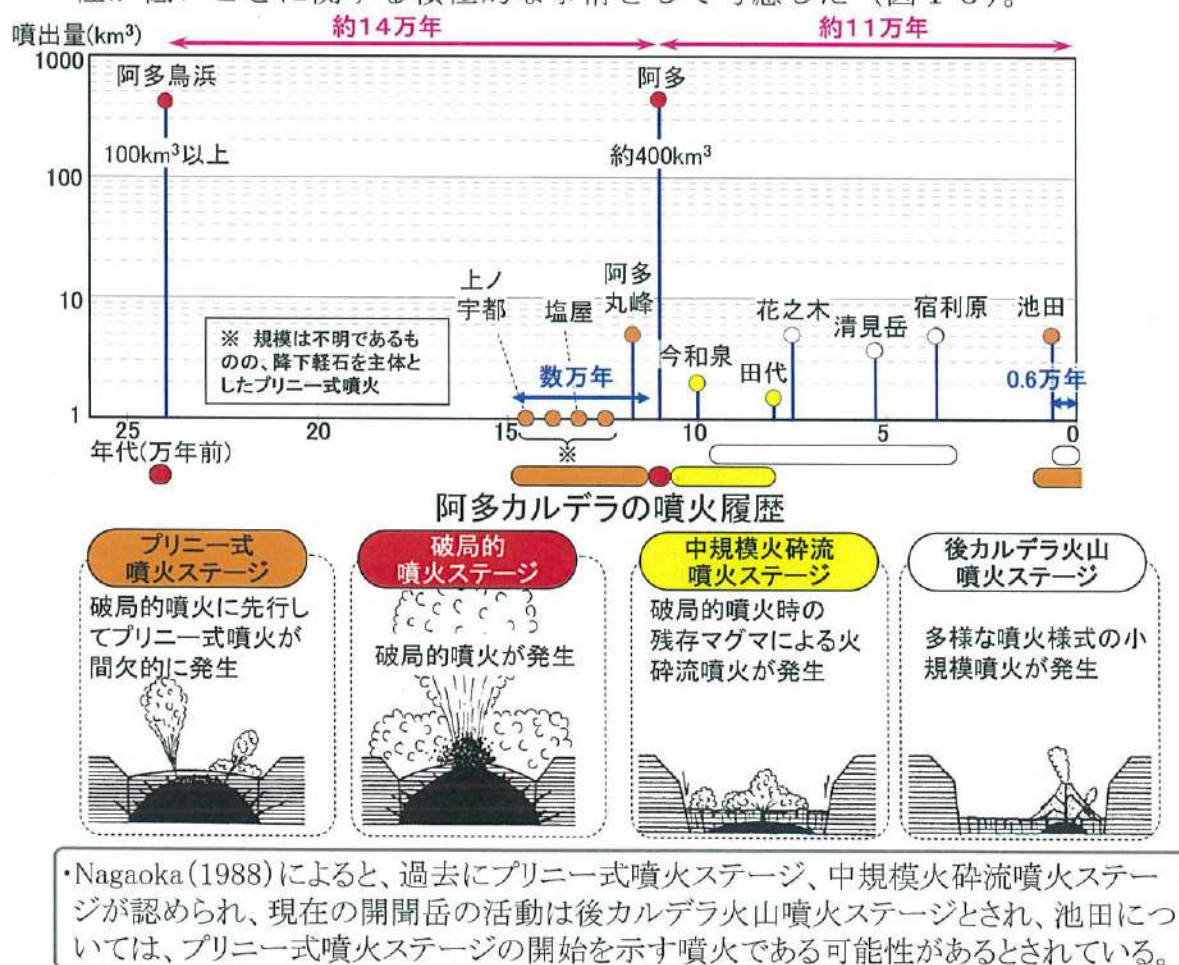 約14万年
約11万年
噴出量(km³)
1000
阿多鳥浜
阿多
100km³以上
約400km³
100
阿多
丸峰
上ノ
宇都
塩屋
10
花之木
清見岳
宿利原
池田
※ 規模は不明であるも
のの、降下軽石を主体と
したプリニー式噴火
数万年
今和泉
田代
0.6万年
1
25
20
15
10
5
0
年代(万年前)
※
阿多カルデラの噴火履歴
プリニー式
噴火ステージ
破局的噴火に先行し
てプリニー式噴火が
間欠的に発生
破局的
噴火ステージ
破局的噴火が発生
中規模火砕流
噴火ステージ
破局的噴火時の
残存マグマによる火
砕流噴火が発生
後カルデラ火山
噴火ステージ
多様な噴火様式の小
規模噴火が発生
・Nagaoka(1988)によると、過去にプリニー式噴火ステージ、中規模火砕流噴火ステー
ジが認められ、現在の開聞岳の活動は後カルデラ火山噴火ステージとされ、池田につ
いては、プリニー式噴火ステージの開始を示す噴火である可能性があるとされている。